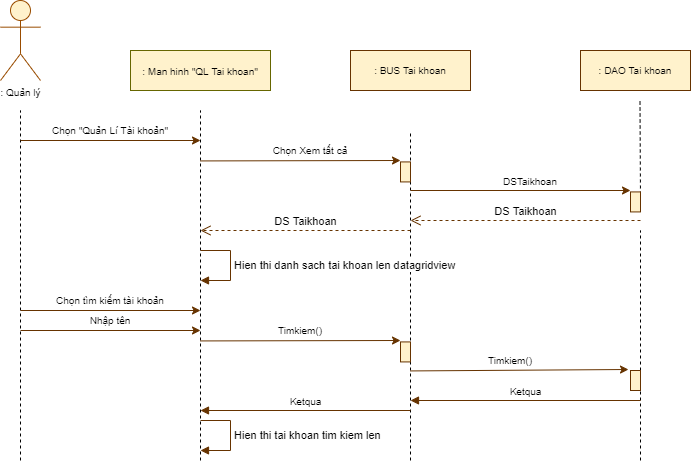 : Quản lý
: Man hinh "QL Tai khoan"
: BUS Tai khoan
: DAO Tai khoan
Chọn "Quản Lí Tài khoản"
Chọn Xem tất cả
DSTaikhoan
DS Taikhoan
DS Taikhoan
Hien thi danh sach tai khoan len datagridview
Chọn tìm kiếm tài khoản
Nhập tên
Timkiem()
Timkiem()
Ketqua
Ketqua
Hien thi tai khoan tim kiem len